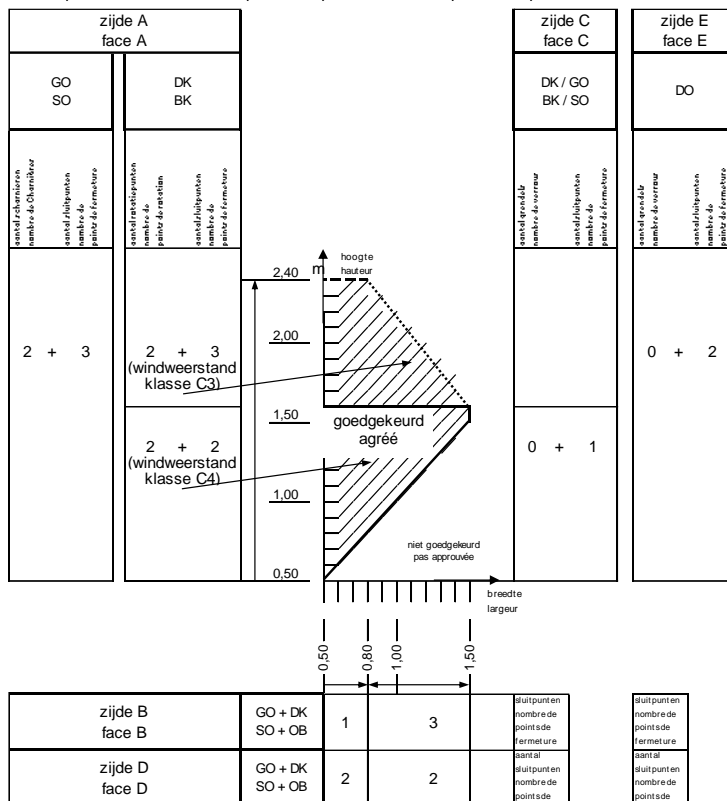 zijde A
face A
zijde C
face C
zijde E
face E
GO
SO
DK
BK
DK / GO
BK / SO
DO
aantal scharnieren
nombre de Charnières
aantal sluitpunten
nombre de
points de fermeture
aantal rotatiepunten
nombre de
points de rotation
aantal sluitpunten
nombre de
points de fermeture
aantal grendels
nombre de verroux
aantal sluitpunten
nombre de
points de fermeture
aantal grendels
nombre de verroux
aantal sluitpunten
nombre de
points de fermeture
m
hoogte
hauteur
2,40
2,00
1,50
1,00
0,50
2 + 3
2 + 3
(windweerstand
klasse C3)
2 + 2
(windweerstand
klasse C4)
goedgekeurd
agréé
0 + 1
0 + 2
niet goedgekeurd
pas approuvée
breedte
largeur
0,50
0,80
1,00
1,50
zijde B
face B
GO + DK
SO + OB
1
3
sluitpunten
nombre de
points de
fermeture
sluitpunten
nombre de
points de
fermeture
zijde D
face D
GO + DK
SO + OB
2
2
aantal
sluitpunten
nombre de
points de
aantal
sluitpunten
nombre de
points de